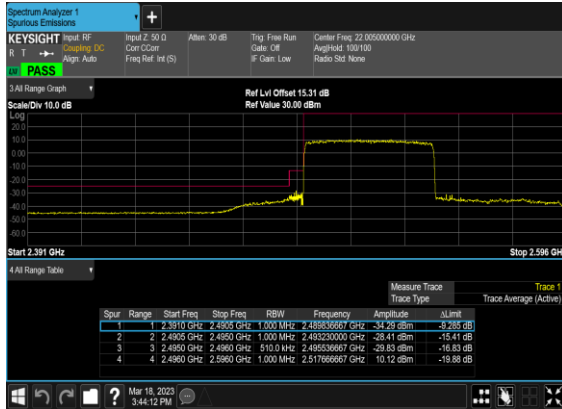 Spectrum Analyzer 1
Spurious Emissions
+
KEYSIGHT Input: RF Input Z: 50 Ω Atten: 30 dB Trig: Free Run Center Freq: 22.005000000 GHz
R T Coupling: DC Corr CCorr Gate: Off Avg|Hold: 100/100
Align: Auto Freq Ref: Int (S) IF Gain: Low Radio Std: None
PASS
3 All Range Graph Ref Lvl Offset 15.31 dB
Scale/Div 10.0 dB Ref Value 30.00 dBm
Log
20.0
10.0
0.00
-10.0
-20.0
-30.0
-40.0
-50.0
-60.0
Start 2.391 GHz Stop 2.596 GH
4 All Range Table
Measure Trace Trace 1
Trace Type Trace Average (Active)
Spur Range Start Freq Stop Freq RBW Frequency Amplitude ΔLimit
1 1 2.3910 GHz 2.4905 GHz 1.000 MHz 2.489836667 GHz -34.29 dBm -9.285 dB
2 2 2.4905 GHz 2.4950 GHz 1.000 MHz 2.493230000 GHz -28.41 dBm -15.41 dB
3 3 2.4950 GHz 2.4960 GHz 510.0 kHz 2.495536667 GHz -29.83 dBm -16.83 dB
4 4 2.4960 GHz 2.5960 GHz 1.000 MHz 2.517666667 GHz 10.12 dBm -19.88 dB
? Mar 18, 2023
3:44:12 PM